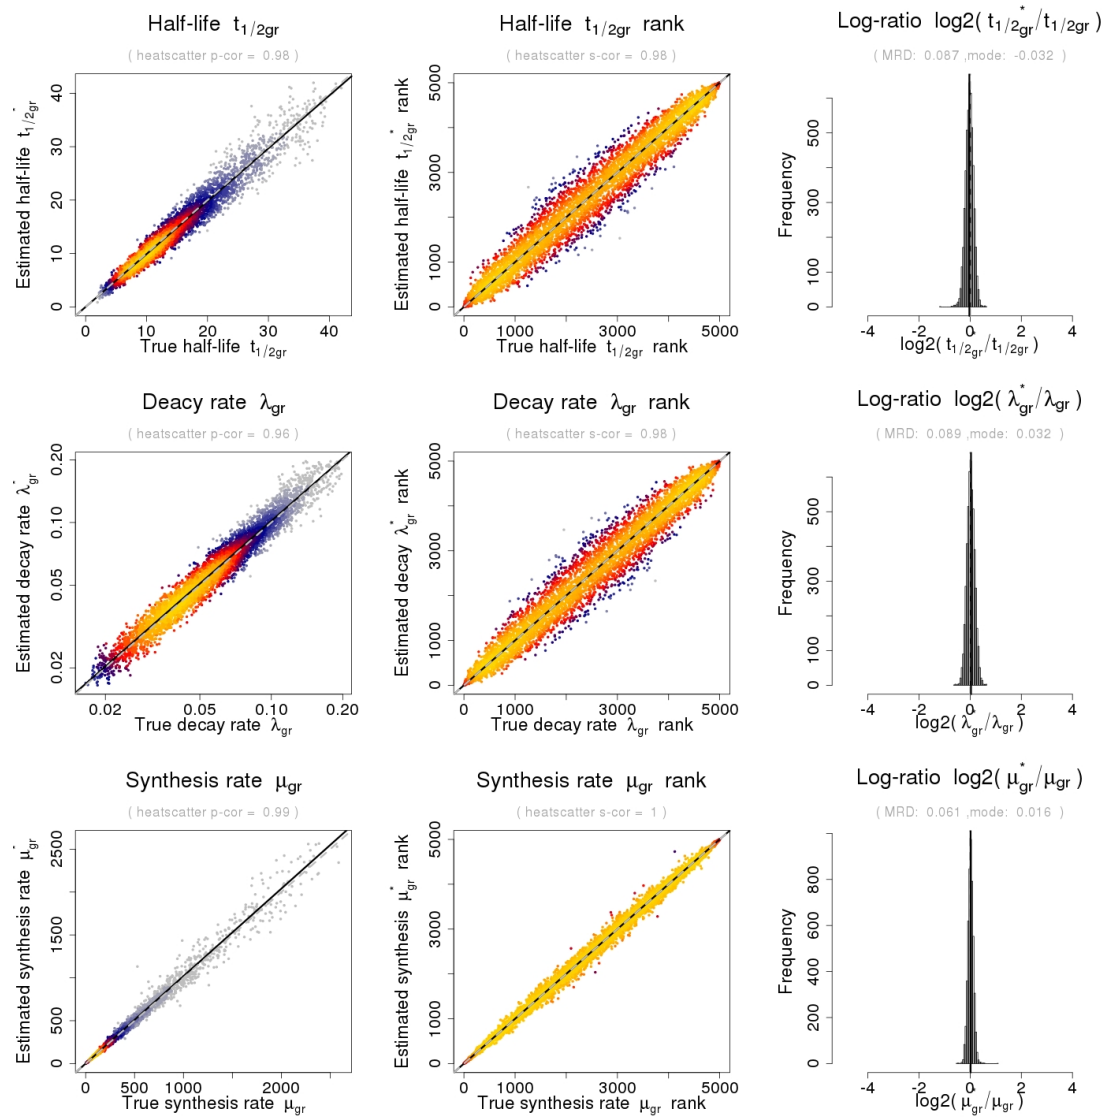 Half-life t1/2gr
( heatscatter p-cor = 0.98 )
Estimated half-life t*1/2gr
0 10 20 30 40
0 10 20 30 40
True half-life t1/2gr
Half-life t1/2gr rank
( heatscatter s-cor = 0.98 )
Estimated half-life t*1/2gr rank
0 1000 3000 5000
0 1000 3000 5000
True half-life t1/2gr rank
Log-ratio log2( t*1/2gr/t1/2gr )
( MRD: 0.087 ,mode: -0.032 )
Frequency
0 100 300 500
-4 -2 0 2 4
log2( t1/2gr/t1/2gr )
Deacy rate λgr
( heatscatter p-cor = 0.96 )
Estimated decay rate λ*gr
0.02 0.05 0.10 0.20
0.02 0.05 0.10 0.20
True decay rate λgr
Decay rate λgr rank
( heatscatter s-cor = 0.98 )
Estimated decay λ*gr rank
0 1000 3000 5000
0 1000 3000 5000
True decay rate λgr rank
Log-ratio log2( λ*gr/λgr )
( MRD: 0.089 ,mode: 0.032 )
Frequency
0 100 300 500
-4 -2 0 2 4
log2( λgr/λgr )
Synthesis rate μgr
( heatscatter p-cor = 0.99 )
Estimated synthesis rate μ*gr
0 500 1500 2500
0 500 1000 2000
True synthesis rate μgr
Synthesis rate μgr rank
( heatscatter s-cor = 1 )
Estimated synthesis μ*gr rank
0 1000 3000 5000
0 1000 3000 5000
True synthesis rate μgr rank
Log-ratio log2( μ*gr/μgr )
( MRD: 0.061 ,mode: 0.016 )
Frequency
0 200 400 600 800
-4 -2 0 2 4
log2( μgr/μgr )